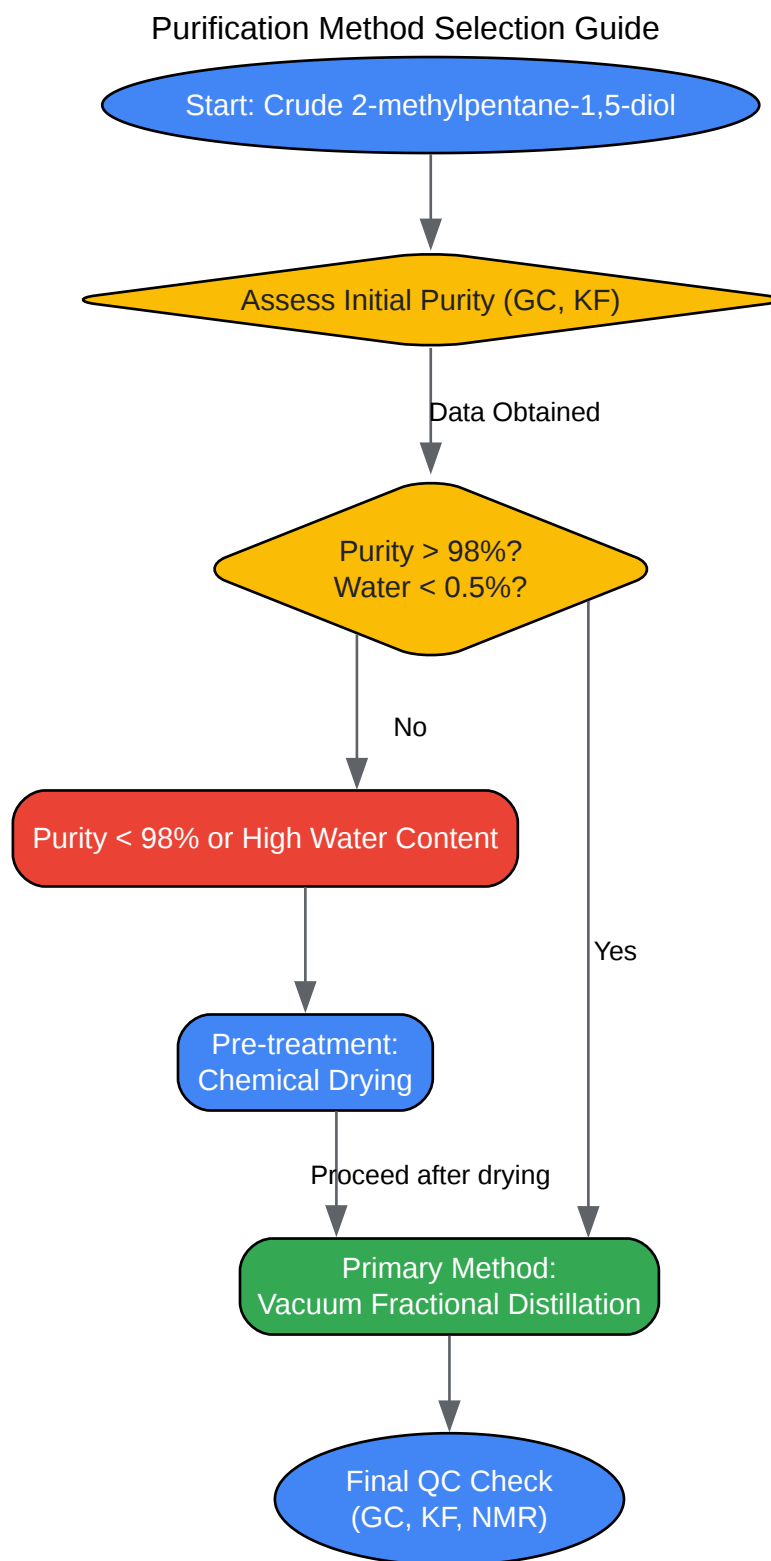 Purification Method Selection Guide
Start: Crude 2-methylpentane-1,5-diol
Assess Initial Purity (GC, KF)
Data Obtained
Purity > 98%?
Water < 0.5%?
No
Purity < 98% or High Water Content
Yes
Pre-treatment:
Chemical Drying
Proceed after drying
Primary Method:
Vacuum Fractional Distillation
Final QC Check
(GC, KF, NMR)